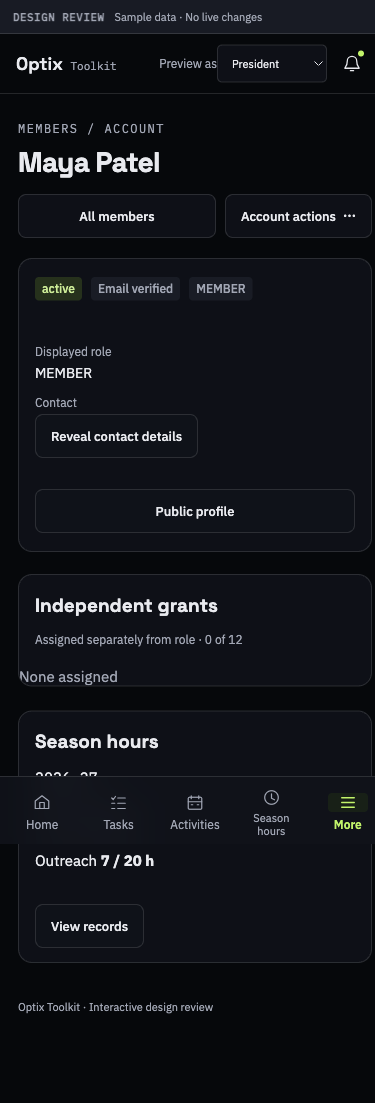 DESIGN REVIEW Sample data · No live changes
Optix Toolkit Preview as President
MEMBERS / ACCOUNT
Maya Patel
All members Account actions ···
active Email verified MEMBER
Displayed role
MEMBER
Contact
Reveal contact details
Public profile
Independent grants
Assigned separately from role · 0 of 12
None assigned
Season hours
Home Tasks Activities Season hours More
Outreach 7 / 20 h
View records
Optix Toolkit · Interactive design review